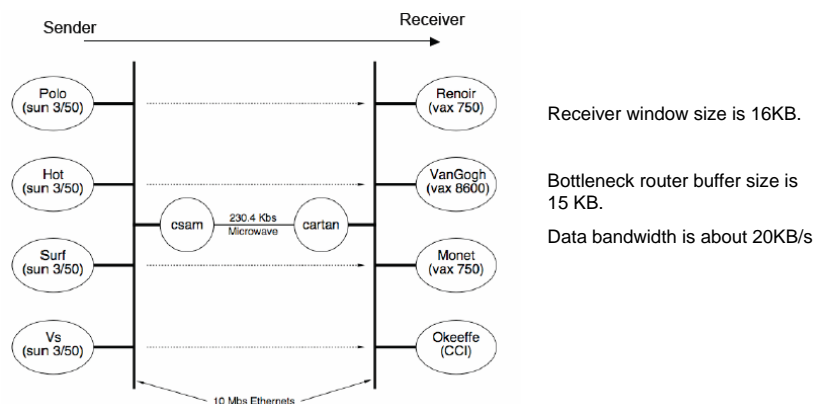 Sender
Receiver
Polo
(sun 3/50)
Renoir
(vax 750)
Receiver window size is 16KB.
Hot
(sun 3/50)
VanGogh
(vax 8600)
Bottleneck router buffer size is
15 KB.
csam
230.4 Kbs
Microwave
cartan
Data bandwidth is about 20KB/s
Surf
(sun 3/50)
Monet
(vax 750)
Vs
(sun 3/50)
Okeeffe
(CCI)
10 Mbs Ethernets